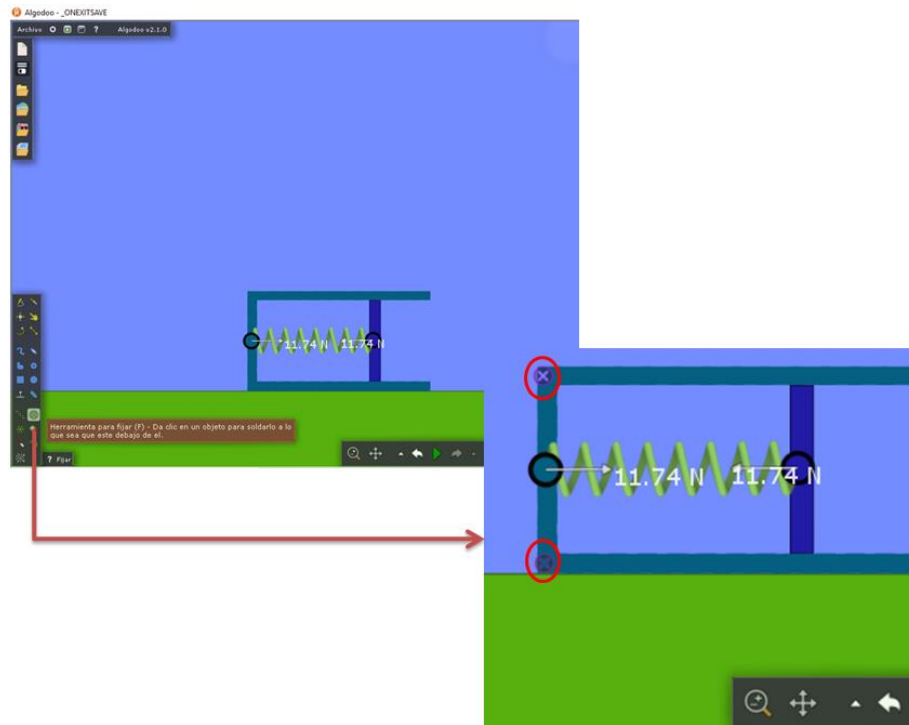 Algodoo - _ONEXITSAVE
Archivo ? Algodoo v2.1.0
11.74 N 11.74 N
Herramienta para fijar (F) - Da clic en un objeto para soldarlo a lo
que sea que este debajo de el.
? Fijar
11.74 N 11.74 N